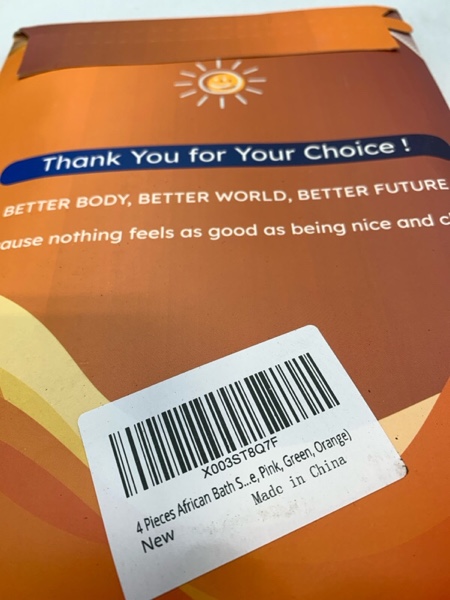 Thank You for Your Choice !
BETTER BODY, BETTER WORLD, BETTER FUTURE
ause nothing feels as good as being nice and c
X003ST8Q7F
4 Pieces African Bath S...e, Pink, Green, Orange)
New
Made in China